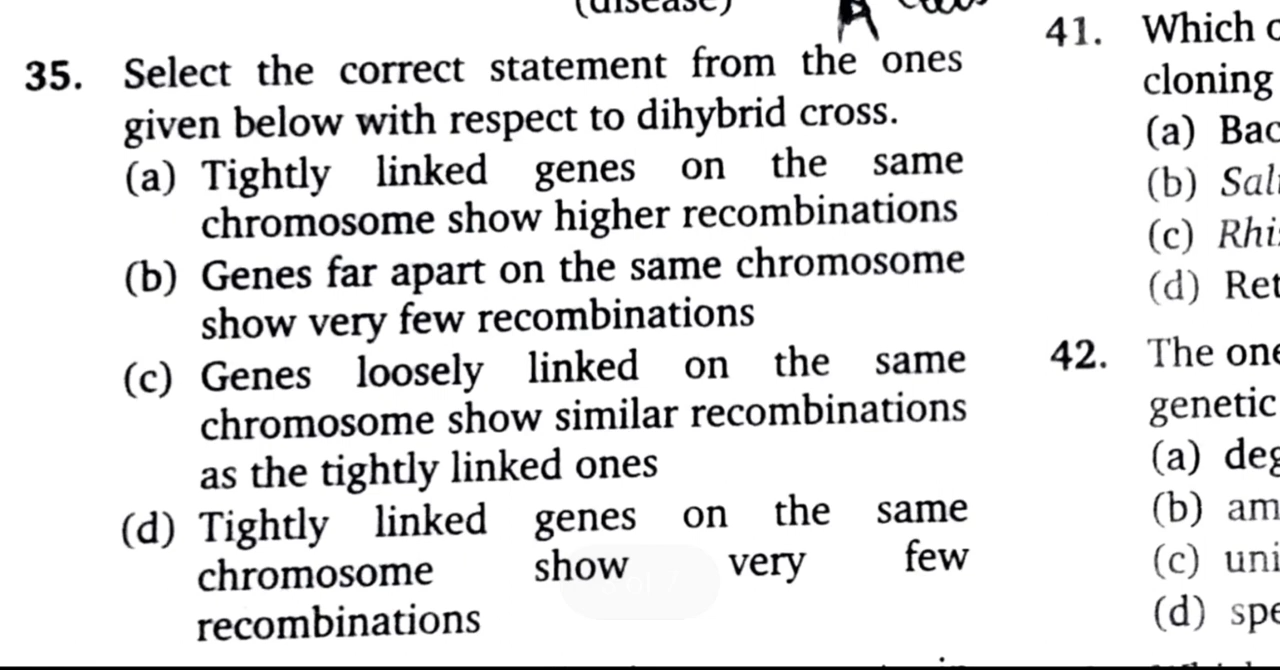 (disease)
A
35. Select the correct statement from the ones
given below with respect to dihybrid cross.
(a) Tightly linked genes on the same
chromosome show higher recombinations
(b) Genes far apart on the same chromosome
show very few recombinations
(c) Genes loosely linked on the same
chromosome show similar recombinations
as the tightly linked ones
(d) Tightly linked genes on the same
chromosome show very few
recombinations
41. Which
cloning
(a) Bac
(b) Sal
(c) Rhi
(d) Ret
42. The one
genetic
(a) deg
(b) am
(c) uni
(d) spe